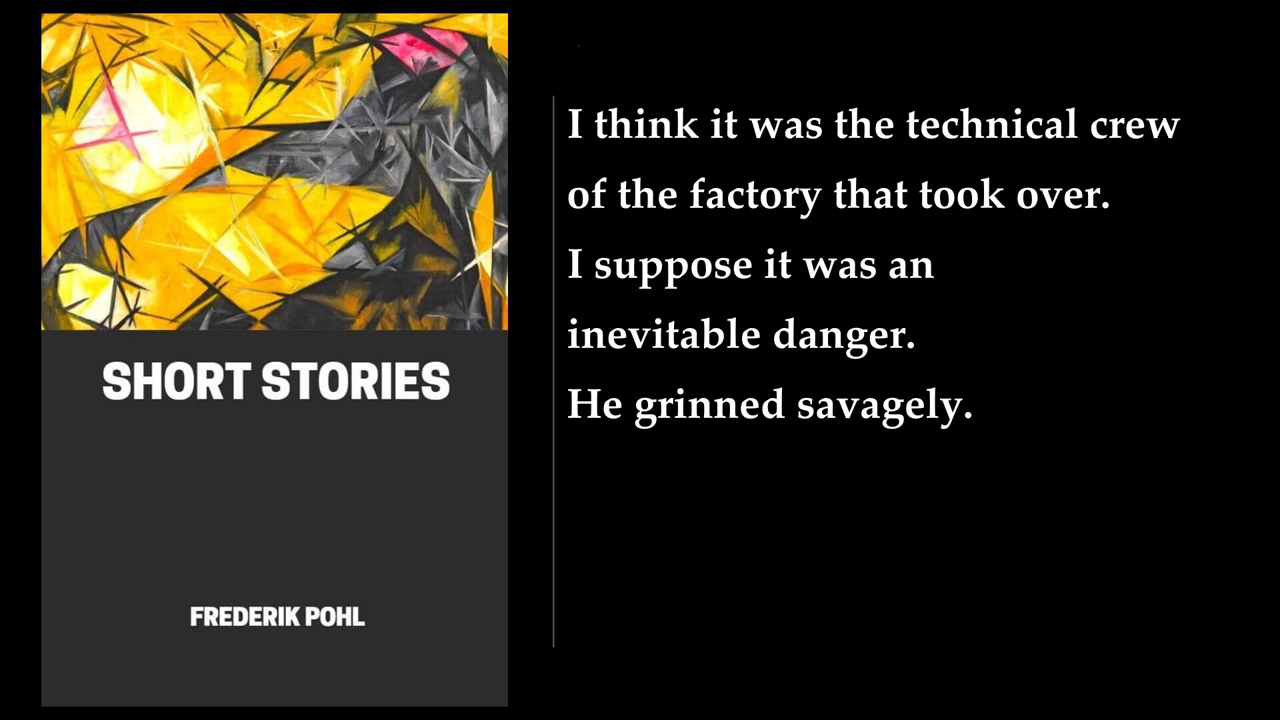 SHORT STORIES
FREDERIK POHL
I think it was the technical crew
of the factory that took over.
I suppose it was an
inevitable danger.
He grinned savagely.